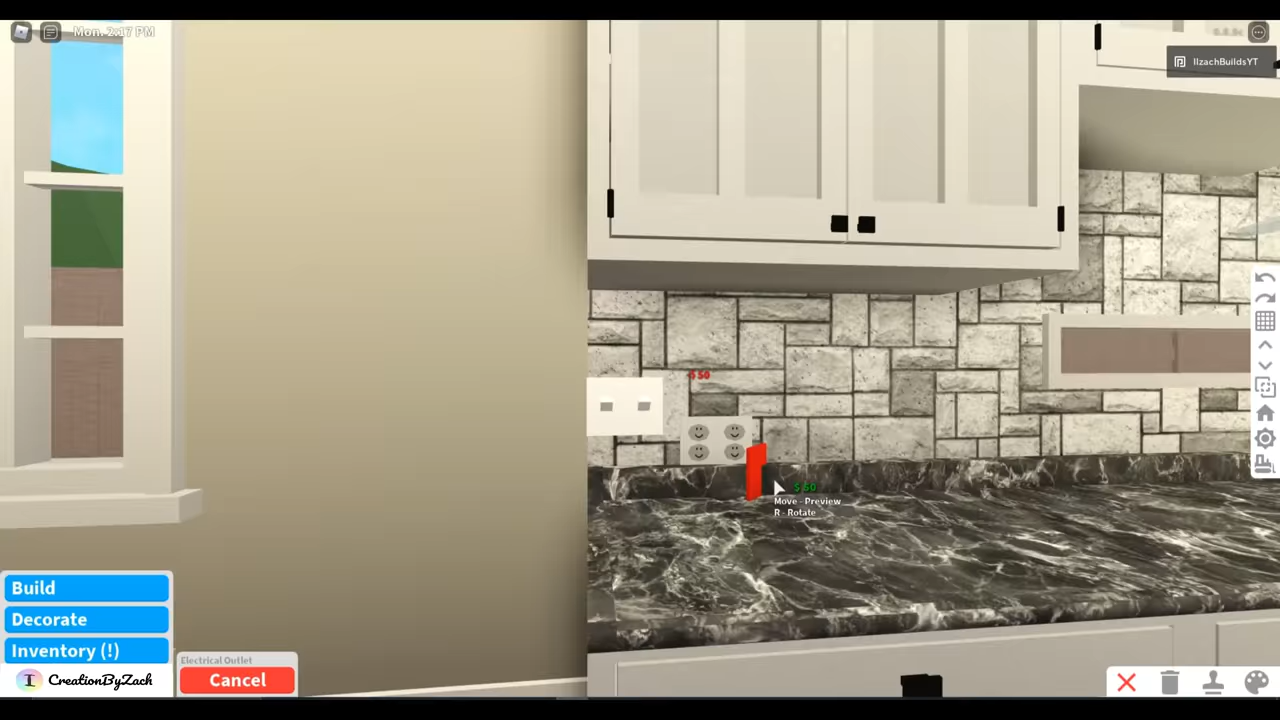 Mon. 2:17 PM
IlzachBuildsYT
$ 50
$ 50
Move - Preview
R - Rotate
Build
Decorate
Inventory (!)
I CreationByZach
Electrical Outlet
Cancel